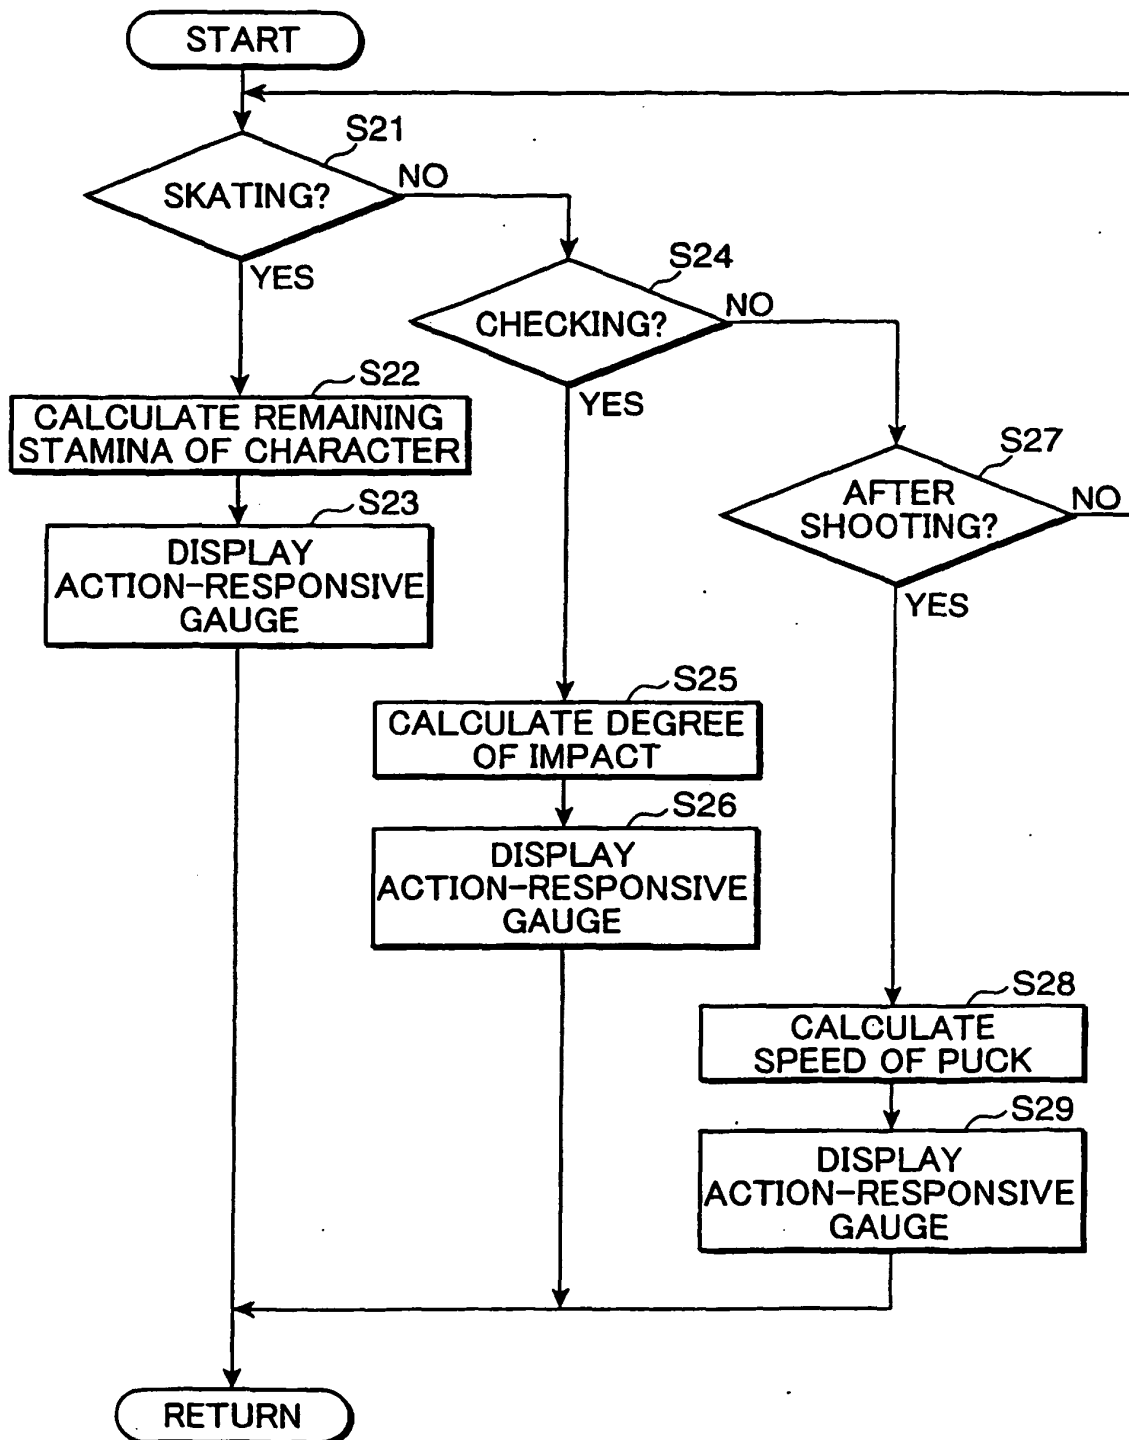 START
S21
SKATING?
NO
YES
S24
CHECKING?
NO
YES
S22
CALCULATE REMAINING
STAMINA OF CHARACTER
S23
DISPLAY
ACTION-RESPONSIVE
GAUGE
S27
AFTER
SHOOTING?
NO
YES
S25
CALCULATE DEGREE
OF IMPACT
S26
DISPLAY
ACTION-RESPONSIVE
GAUGE
S28
CALCULATE
SPEED OF PUCK
S29
DISPLAY
ACTION-RESPONSIVE
GAUGE
RETURN